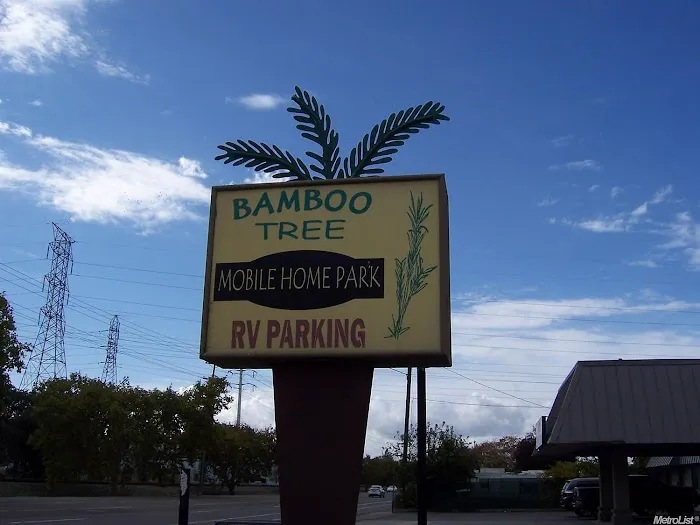 BAMBOO
TREE
MOBILE HOME PARK
RV PARKING
MetroList